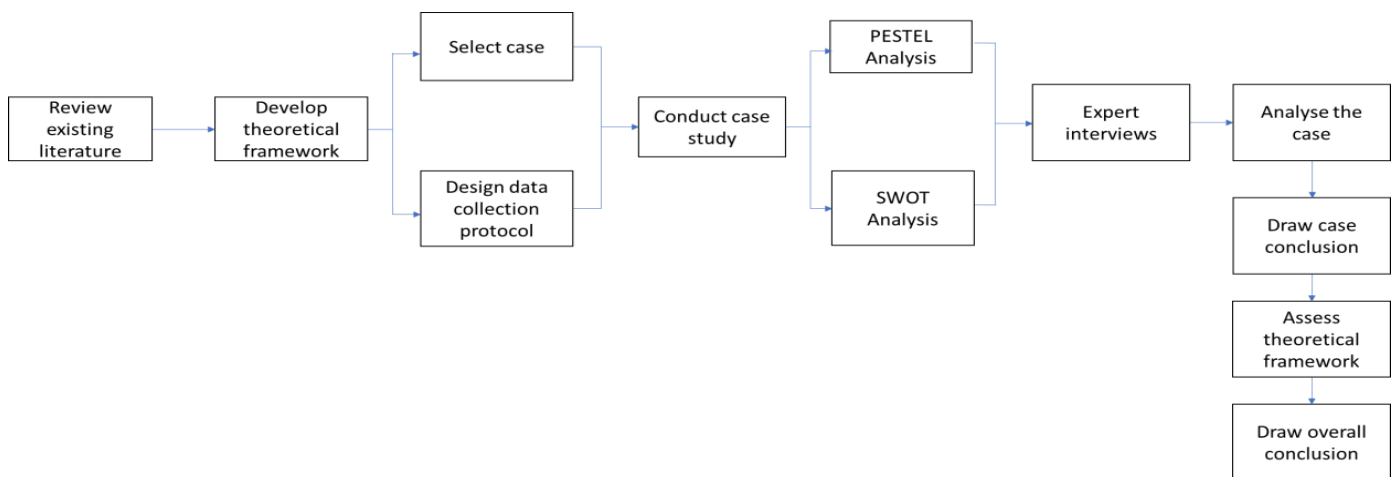 Review
existing
literature
Develop
theoretical
framework
Select case
Design data
collection
protocol
Conduct case
study
PESTEL
Analysis
SWOT
Analysis
Expert
interviews
Analyse the
case
Draw case
conclusion
Assess
theoretical
framework
Draw overall
conclusion